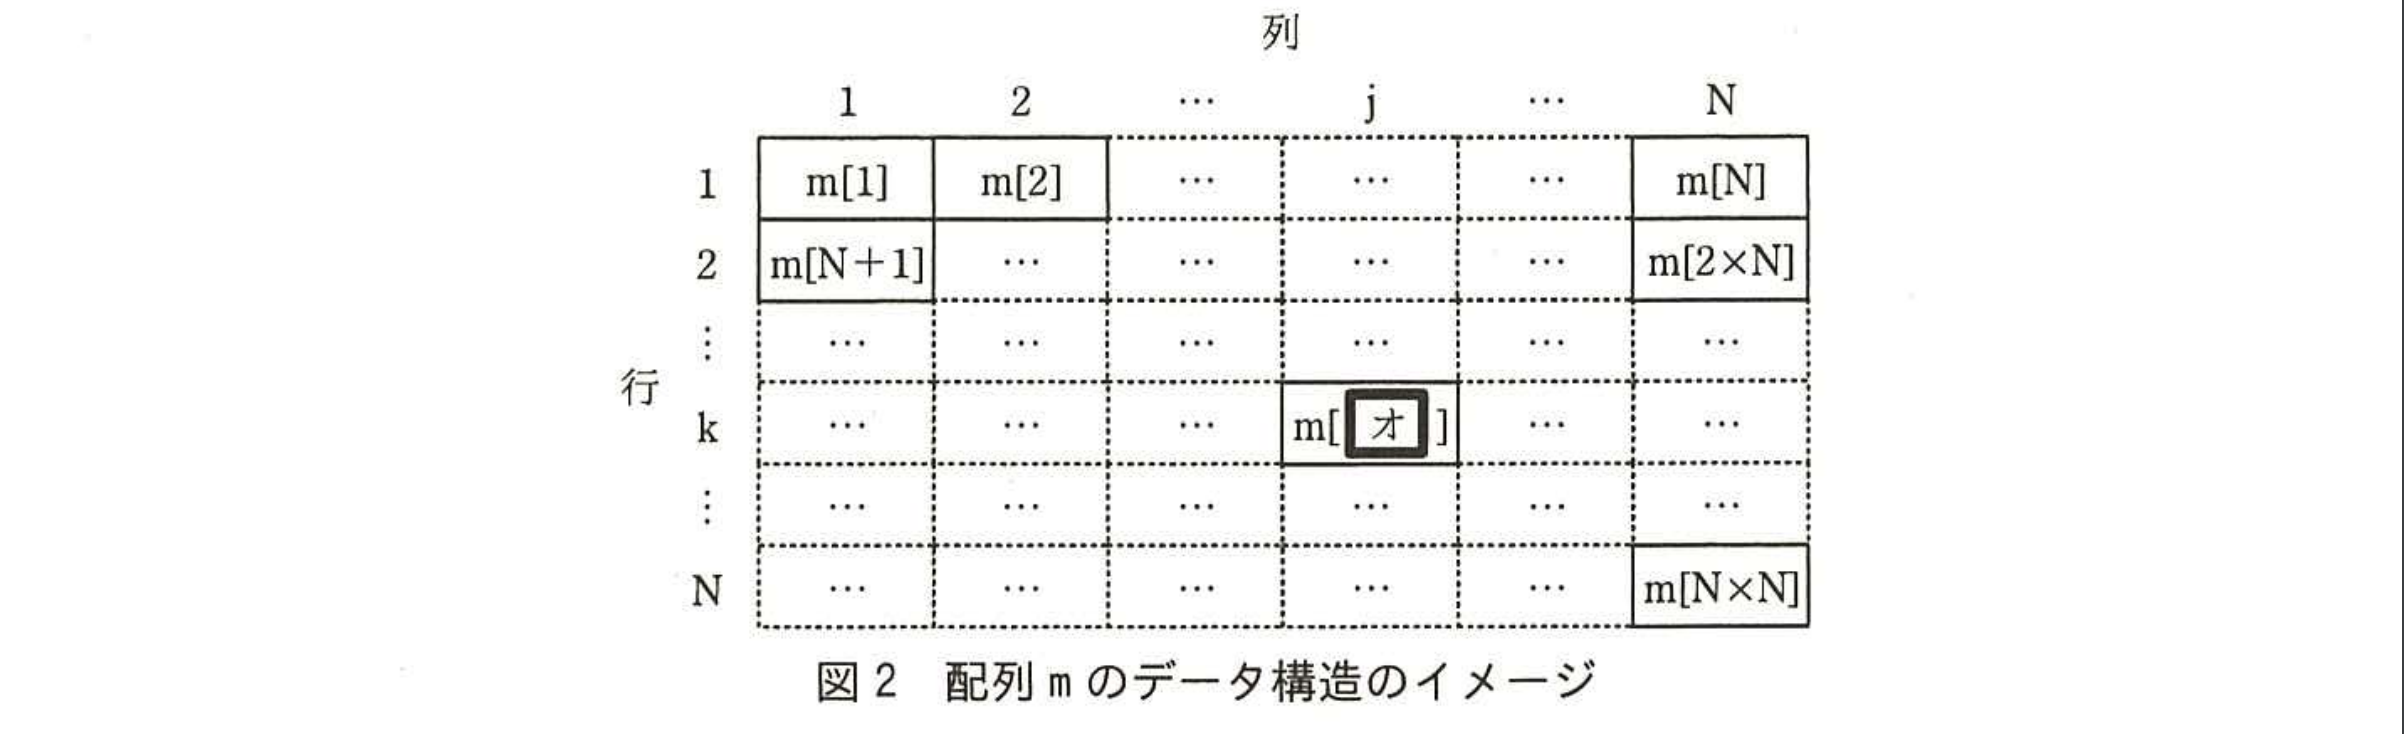 列
1 2 … j … N
1 m[1] m[2] … … … m[N]
2 m[N+1] … … … … m[2×N]
⋮ … … … … … …
行
k … … … m[オ] … …
⋮ … … … … … …
N … … … … … m[N×N]
図2 配列mのデータ構造のイメージ